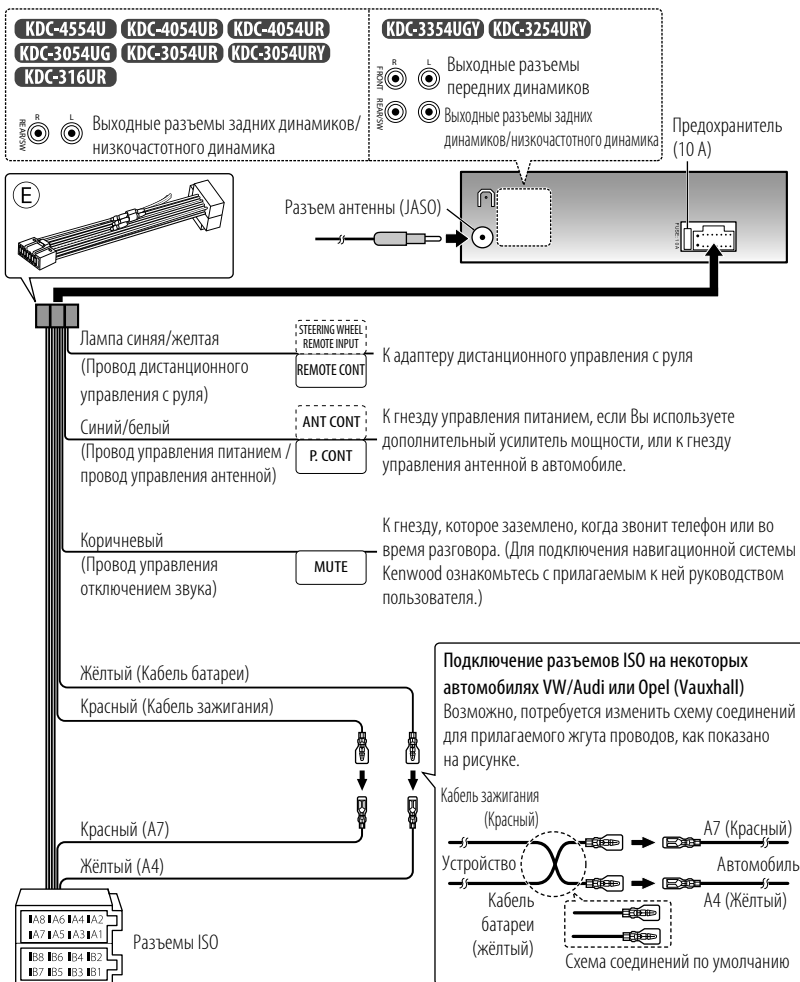 KDC-4554U KDC-4054UB KDC-4054UR
KDC-3054UG KDC-3054UR KDC-3054URY
KDC-316UR
REAR/SW
R L
Выходные разъемы задних динамиков/
низкочастотного динамика
KDC-3354UGY KDC-3254URY
FRONT
R L
Выходные разъемы
передних динамиков
REAR/SW
Выходные разъемы задних
динамиков/низкочастотного динамика
Предохранитель
(10 A)
E
Разъем антенны (JASO)
FUSE-10A
Лампа синяя/желтая
(Провод дистанционного
управления с руля)
STEERING WHEEL
REMOTE INPUT
REMOTE CONT
К адаптеру дистанционного управления с руля
Синий/белый
(Провод управления питанием /
провод управления антенной)
ANT CONT
P. CONT
К гнезду управления питанием, если Вы используете
дополнительный усилитель мощности, или к гнезду
управления антенной в автомобиле.
Коричневый
(Провод управления
отключением звука)
MUTE
К гнезду, которое заземлено, когда звонит телефон или во
время разговора. (Для подключения навигационной системы
Kenwood ознакомьтесь с прилагаемым к ней руководством
пользователя.)
Жёлтый (Кабель батареи)
Красный (Кабель зажигания)
Красный (A7)
Жёлтый (A4)
A8 A6 A4 A2
A7 A5 A3 A1
B8 B6 B4 B2
B7 B5 B3 B1
Разъемы ISO
Подключение разъемов ISO на некоторых
автомобилях VW/Audi или Opel (Vauxhall)
Возможно, потребуется изменить схему соединений
для прилагаемого жгута проводов, как показано
на рисунке.
Кабель зажигания
(Красный)
A7 (Красный)
Устройство
Автомобиль
Кабель
батареи
(жёлтый)
A4 (Жёлтый)
Схема соединений по умолчанию